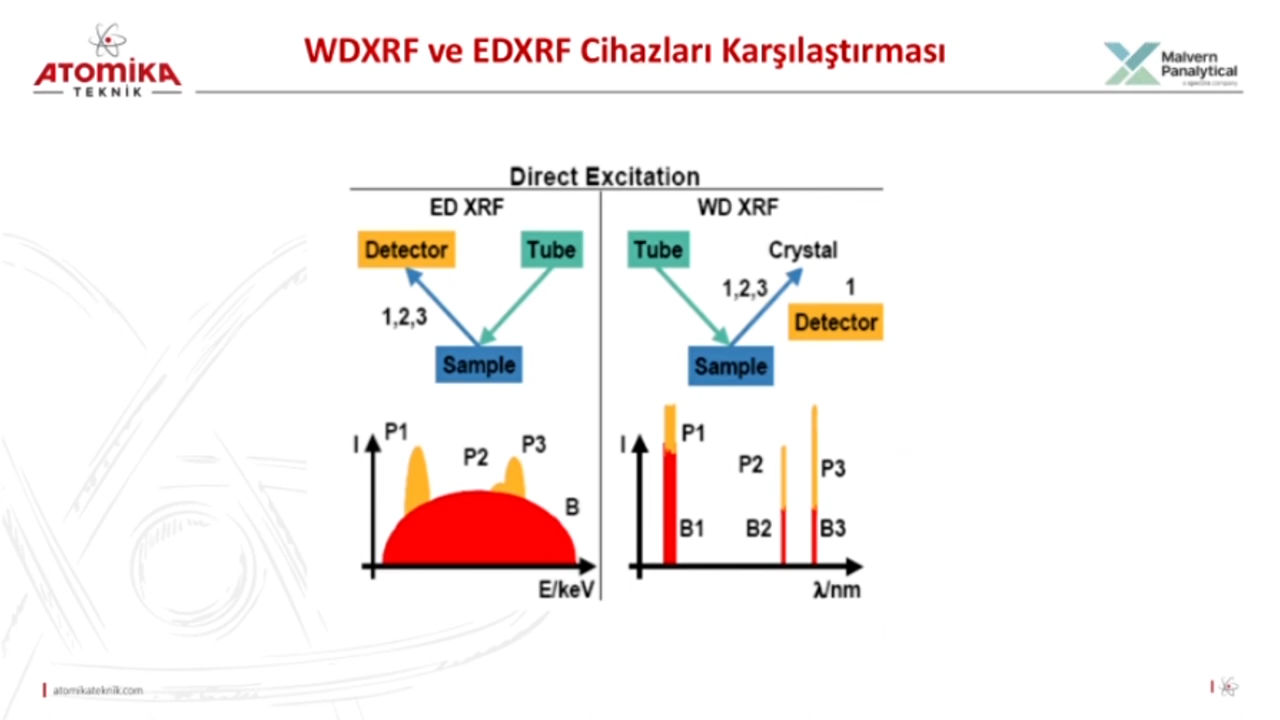 WDXRF ve EDXRF Cihazları Karşılaştırması
ATOMİKA
TEKNİK
Malvern
Panalytical
a spectris company
Direct Excitation
ED XRF
WD XRF
Detector
Tube
Tube
Crystal
1,2,3
1,2,3
1
Detector
Sample
Sample
I
P1
P2
P3
B
E/keV
I
P1
P2
P3
B1
B2
B3
λ/nm
atomikateknik.com